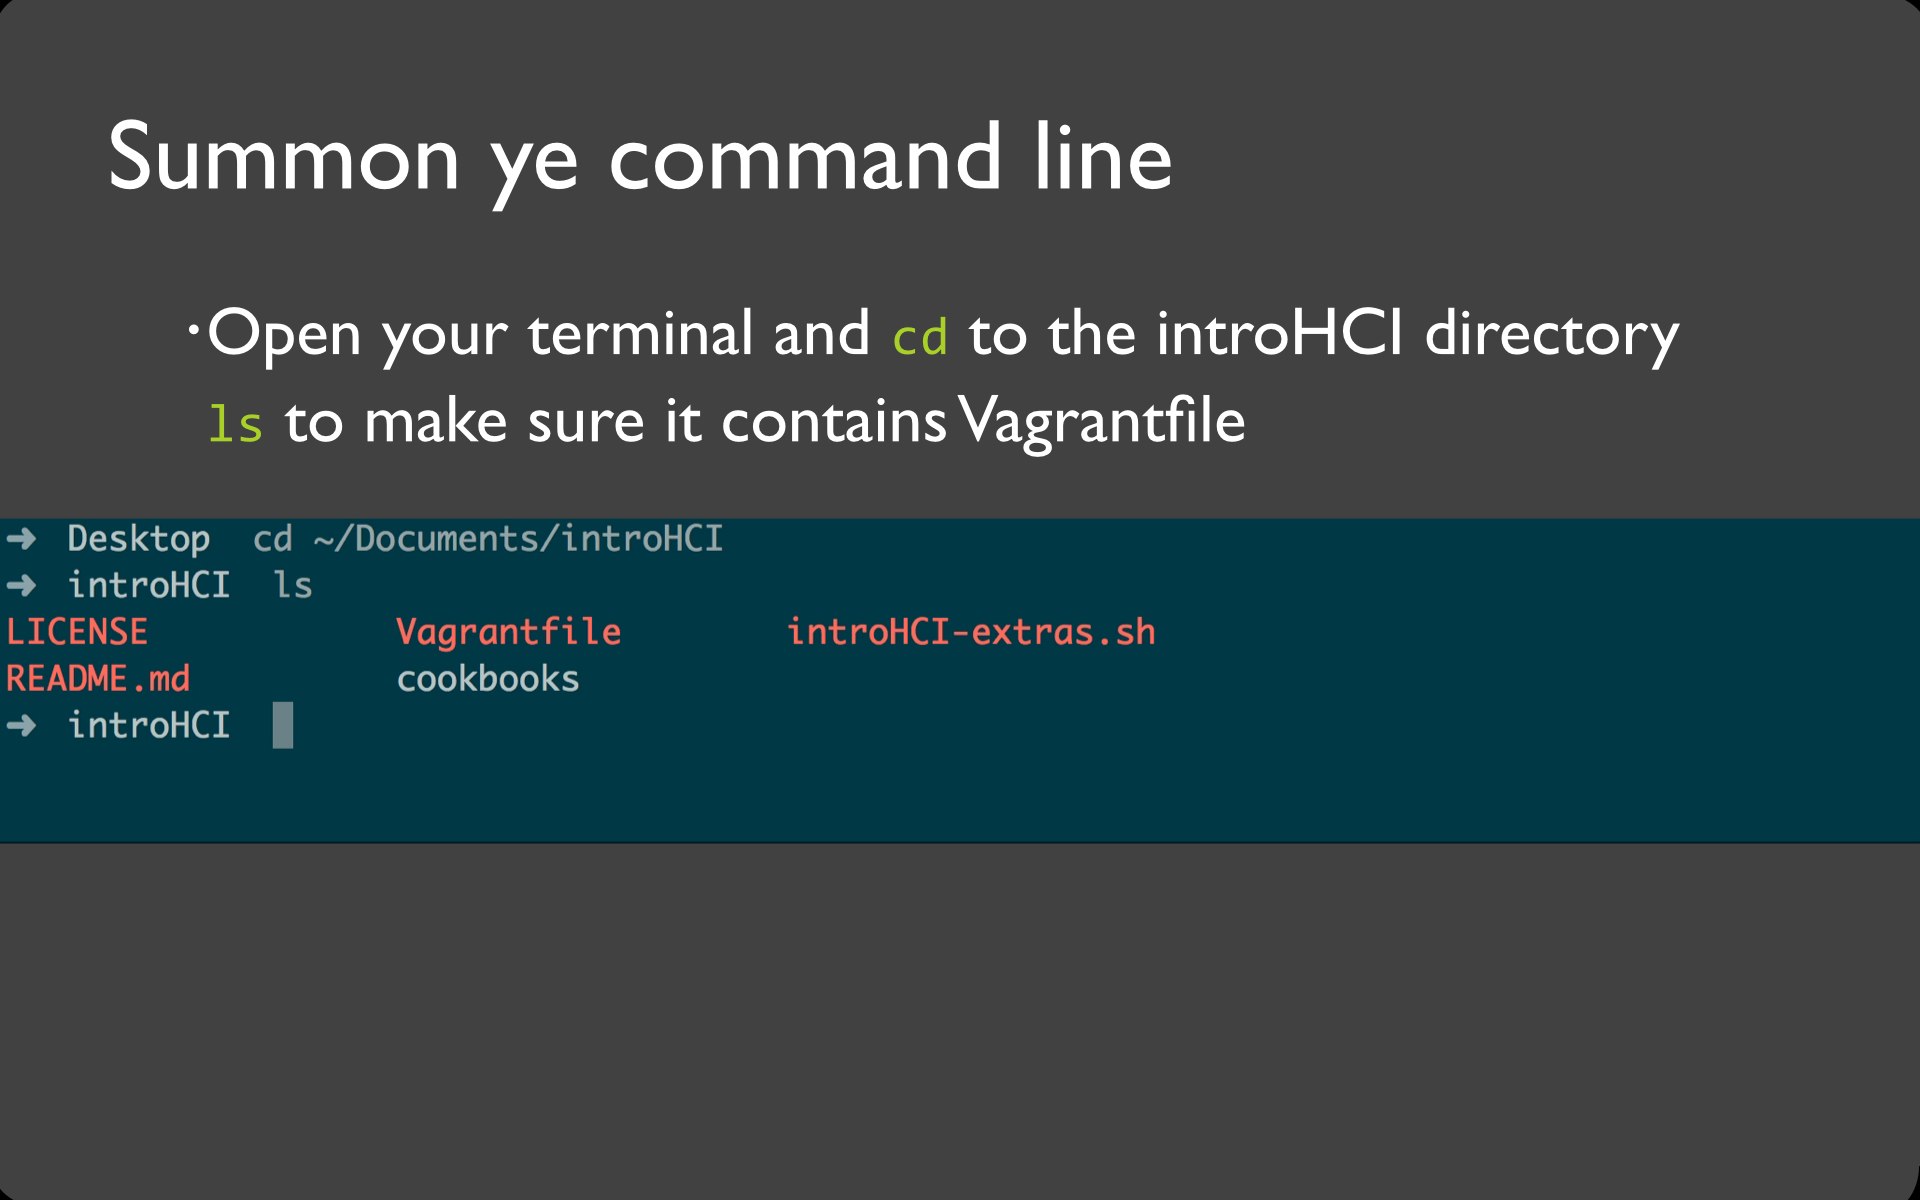 Summon ye command line
•Open your terminal and cd to the introHCI directory
ls to make sure it contains Vagrantfile
➜ Desktop cd ~/Documents/introHCI
➜ introHCI ls
LICENSE Vagrantfile introHCI-extras.sh
README.md cookbooks
➜ introHCI